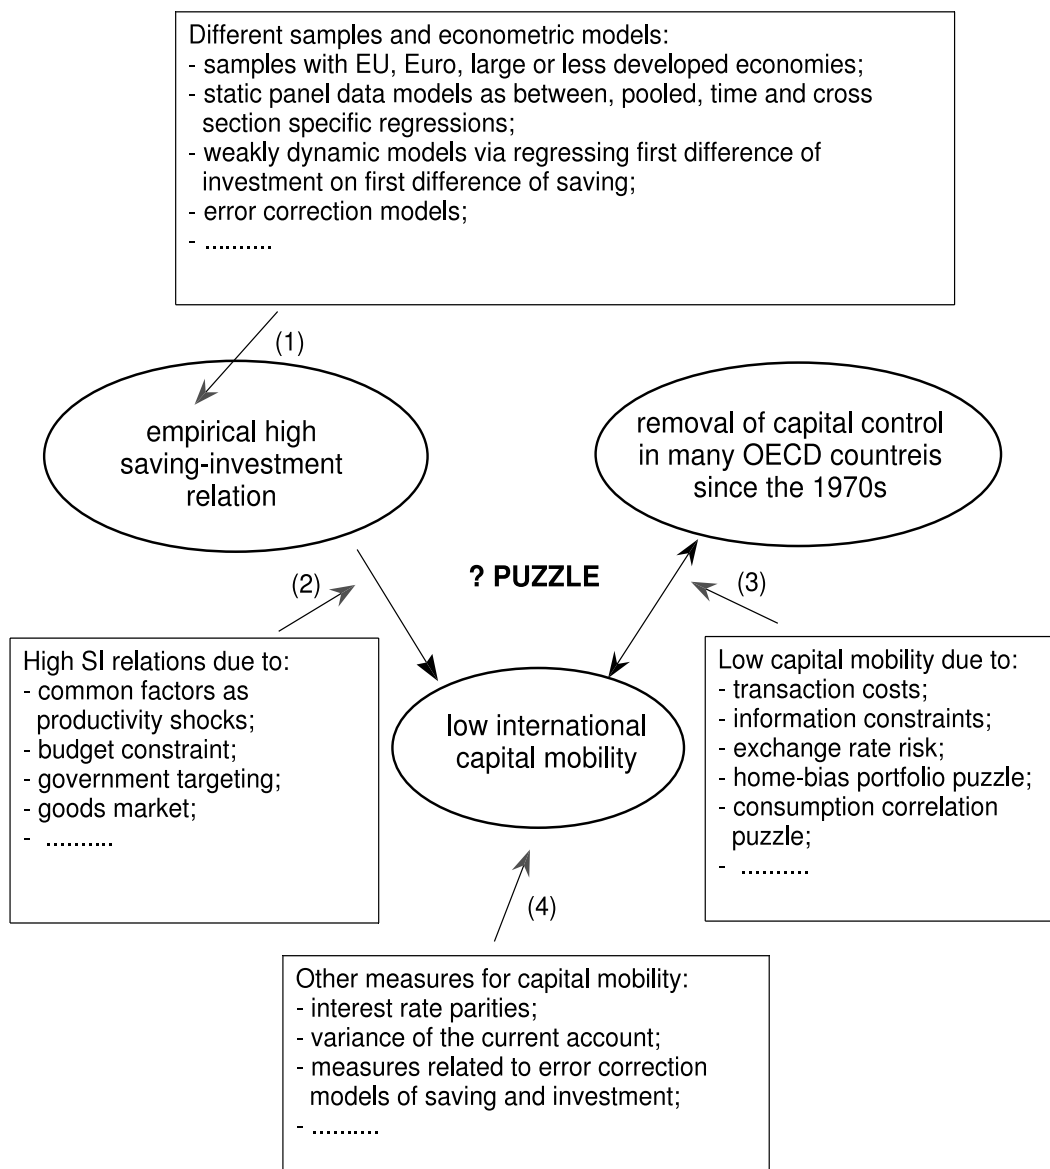 Different samples and econometric models:
- samples with EU, Euro, large or less developed economies;
- static panel data models as between, pooled, time and cross
section specific regressions;
- weakly dynamic models via regressing first difference of
investment on first difference of saving;
- error correction models;
- ..........
(1)
empirical high
saving-investment
relation
removal of capital control
in many OECD countreis
since the 1970s
? PUZZLE
(2)
(3)
High SI relations due to:
- common factors as
productivity shocks;
- budget constraint;
- government targeting;
- goods market;
- ..........
low international
capital mobility
Low capital mobility due to:
- transaction costs;
- information constraints;
- exchange rate risk;
- home-bias portfolio puzzle;
- consumption correlation
puzzle;
- ..........
(4)
Other measures for capital mobility:
- interest rate parities;
- variance of the current account;
- measures related to error correction
models of saving and investment;
- ..........